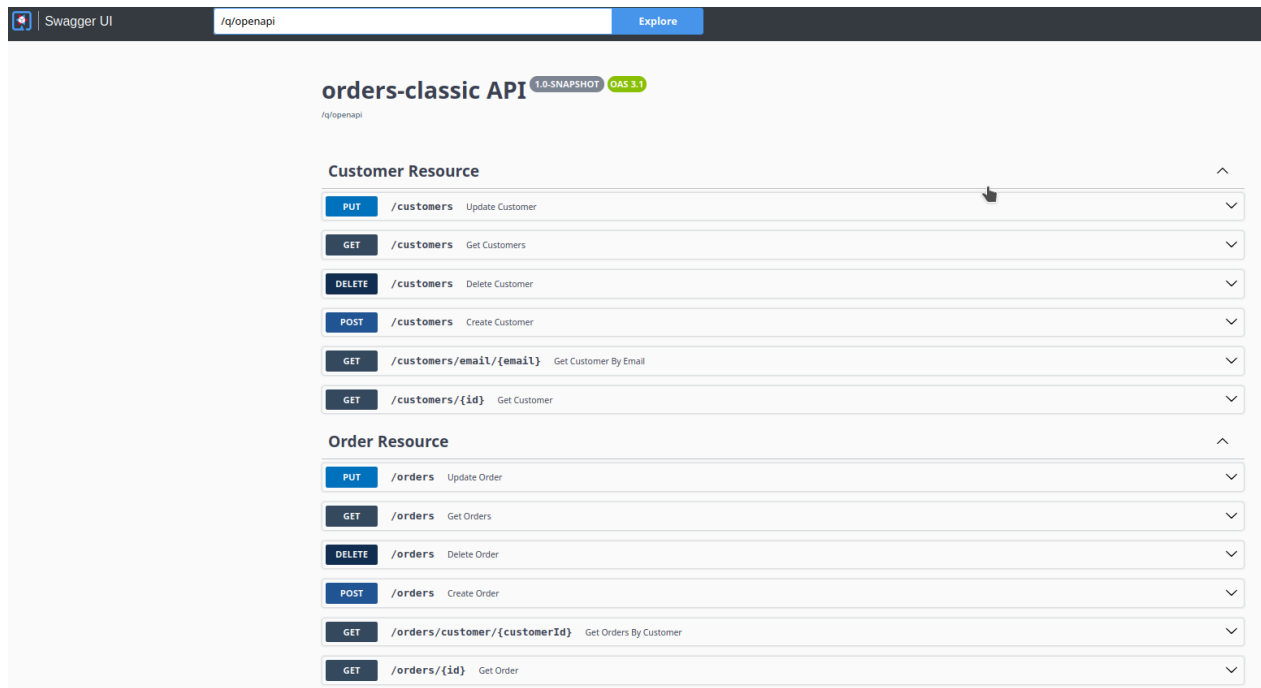 Swagger UI /q/openapi Explore
orders-classic API 1.0-SNAPSHOT OAS 3.1
/q/openapi
Customer Resource
PUT /customers Update Customer
GET /customers Get Customers
DELETE /customers Delete Customer
POST /customers Create Customer
GET /customers/email/{email} Get Customer By Email
GET /customers/{id} Get Customer
Order Resource
PUT /orders Update Order
GET /orders Get Orders
DELETE /orders Delete Order
POST /orders Create Order
GET /orders/customer/{customerId} Get Orders By Customer
GET /orders/{id} Get Order